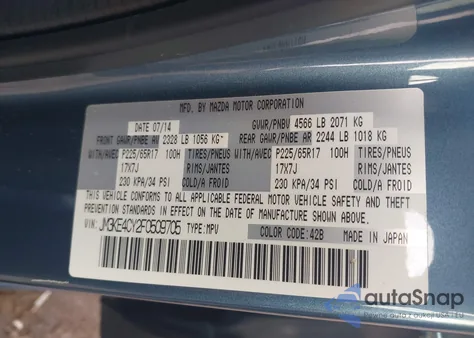 MFD. BY MAZDA MOTOR CORPORATION
DATE 07/14 GVWR/PNBV 4566 LB 2071 KG
FRONT GAWR/PNBE AV 2328 LB 1056 KG* REAR GAWR/PNBE AR 2244 LB 1018 KG
WITH/AVEC P225/65R17 100H TIRES/PNEUS WITH/AVEC P225/65R17 100H TIRES/PNEUS
17X7J RIMS/JANTES 17X7J RIMS/JANTES
230 KPA/34 PSI COLD/A FROID 230 KPA/34 PSI COLD/A FROID
THIS VEHICLE CONFORMS TO ALL APPLICABLE FEDERAL MOTOR VEHICLE SAFETY AND THEFT
PREVENTION STANDARDS IN EFFECT ON THE DATE OF MANUFACTURE SHOWN ABOVE.
VIN: JM3KE4CY2F0509705 TYPE: MPV COLOR CODE: 42B MADE IN JAPAN
autoSnap